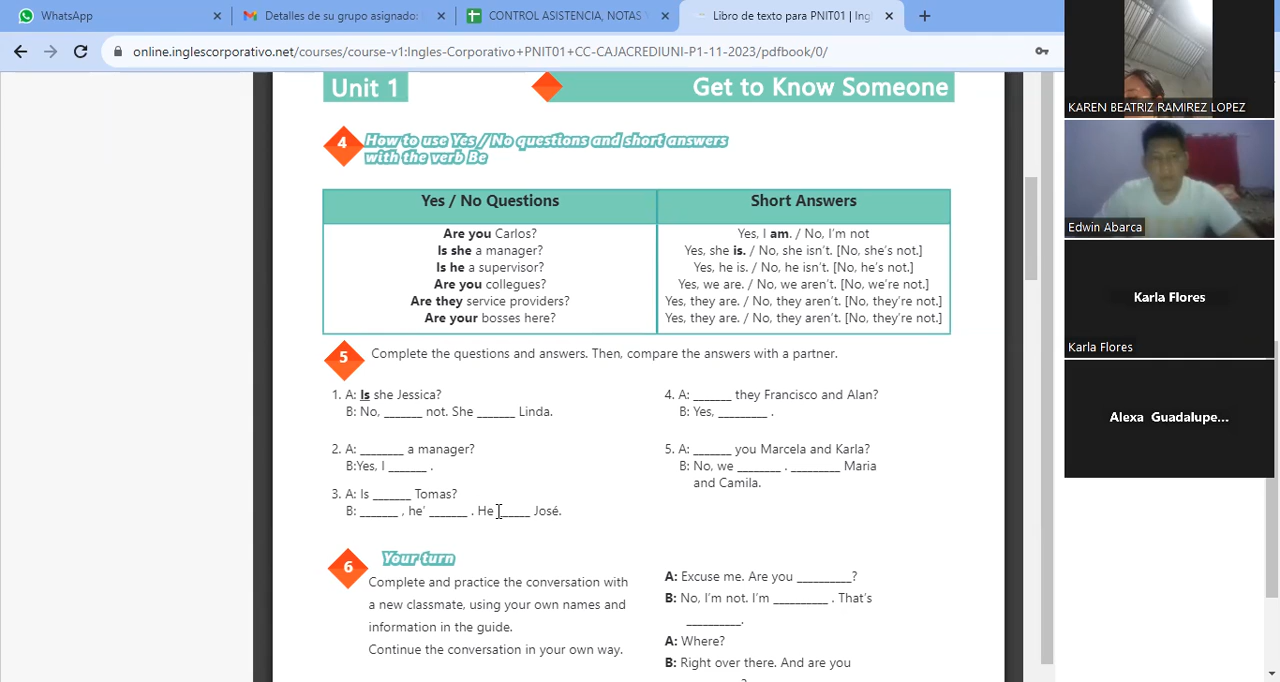 WhatsApp
Detalles de su grupo asignado:
CONTROL ASISTENCIA, NOTAS
Libro de texto para PNIT01 | Ingl
online.inglescorporativo.net/courses/course-v1:Ingles-Corporativo+PNIT01+CC-CAJACREDIUNI-P1-11-2023/pdfbook/0/
Unit 1
Get to Know Someone
4
How to use Yes / No questions and short answers
with the verb Be
Yes / No Questions
Short Answers
Are you Carlos?
Yes, I am. / No, I'm not
Is she a manager?
Yes, she is. / No, she isn't. [No, she's not.]
Is he a supervisor?
Yes, he is. / No, he isn't. [No, he's not.]
Are you collegues?
Yes, we are. / No, we aren't. [No, we're not.]
Are they service providers?
Yes, they are. / No, they aren't. [No, they're not.]
Are your bosses here?
Yes, they are. / No, they aren't. [No, they're not.]
5
Complete the questions and answers. Then, compare the answers with a partner.
1. A: Is she Jessica?
B: No, _______ not. She _______ Linda.
2. A: ________ a manager?
B:Yes, I _______ .
3. A: Is _______ Tomas?
B: _______ , he' _______ . He ______ José.
4. A: _______ they Francisco and Alan?
B: Yes, _________ .
5. A: _______ you Marcela and Karla?
B: No, we ________ . _________ Maria
and Camila.
6
Your turn
Complete and practice the conversation with
a new classmate, using your own names and
information in the guide.
Continue the conversation in your own way.
A: Excuse me. Are you __________?
B: No, I'm not. I'm __________ . That's
__________.
A: Where?
B: Right over there. And are you
KAREN BEATRIZ RAMIREZ LOPEZ
Edwin Abarca
Karla Flores
Karla Flores
Alexa Guadalupe...